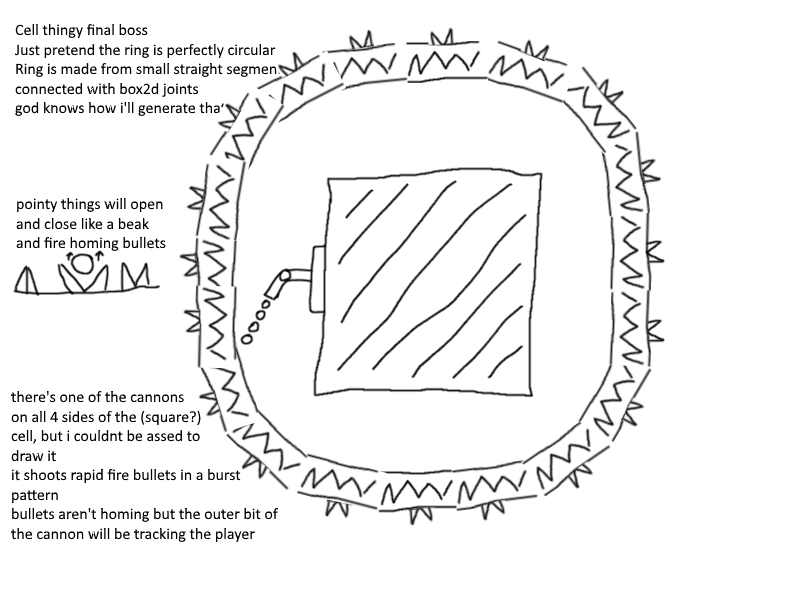 Cell thingy final boss
Just pretend the ring is perfectly circular
Ring is made from small straight segmen
connected with box2d joints
god knows how i'll generate tha
pointy things will open
and close like a beak
and fire homing bullets
there's one of the cannons
on all 4 sides of the (square?)
cell, but i couldnt be assed to
draw it
it shoots rapid fire bullets in a burst
pattern
bullets aren't homing but the outer bit of
the cannon will be tracking the player